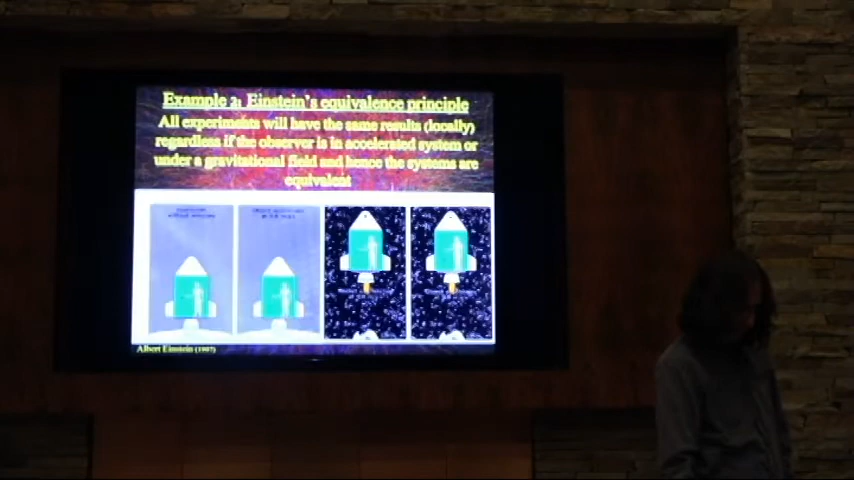 Example 2: Einstein's equivalence principle
All experiments will have the same results (locally)
regardless if the observer is in accelerated system or
under a gravitational field and hence the systems are
equivalent
Albert Einstein (1907)